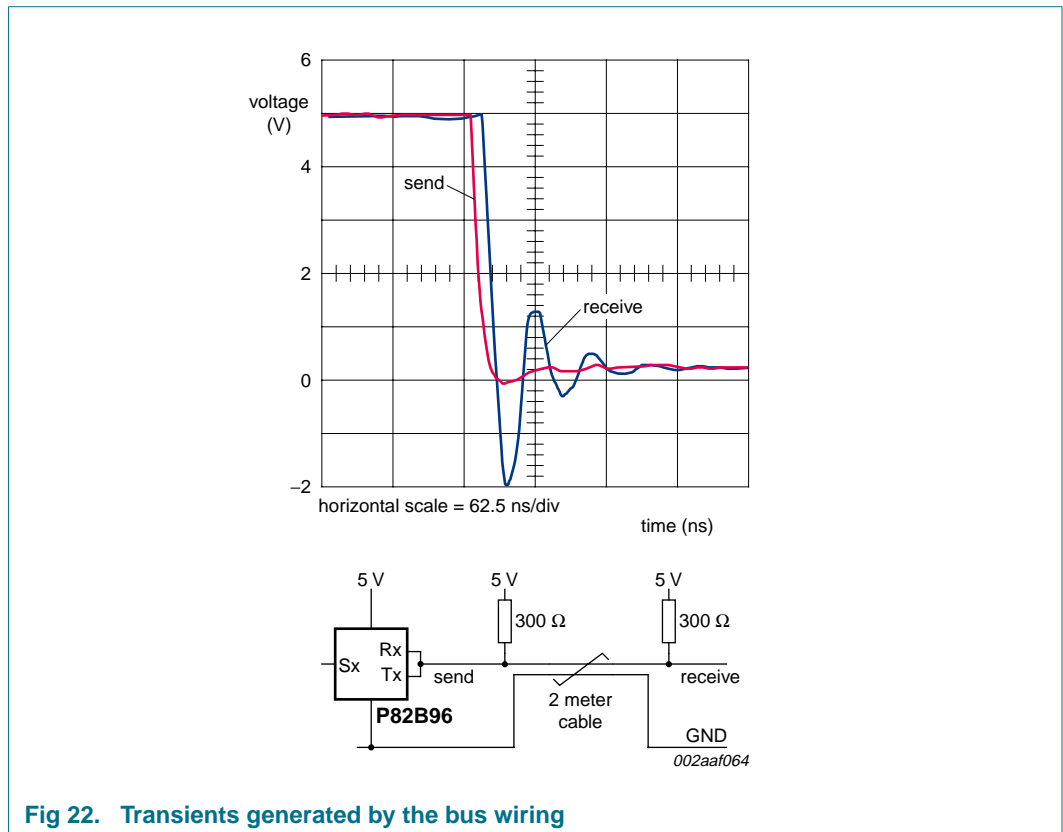 6
voltage
(V)
4
send
2
receive
0
−2
horizontal scale = 62.5 ns/div
time (ns)
5 V
5 V
5 V
300 Ω
300 Ω
Rx
Sx
Tx
send
receive
2 meter
cable
P82B96
GND
002aaf064
Fig 22. Transients generated by the bus wiring